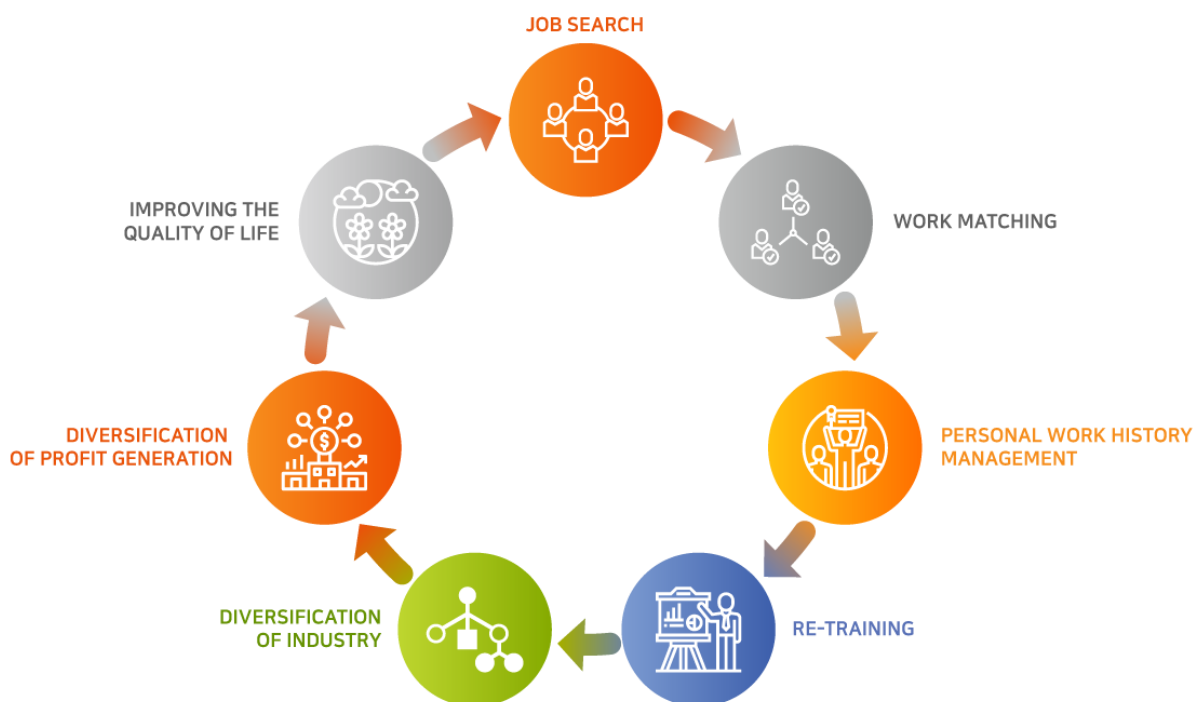 JOB SEARCH
WORK MATCHING
PERSONAL WORK HISTORY
MANAGEMENT
RE-TRAINING
DIVERSIFICATION
OF INDUSTRY
DIVERSIFICATION
OF PROFIT GENERATION
IMPROVING THE
QUALITY OF LIFE
$